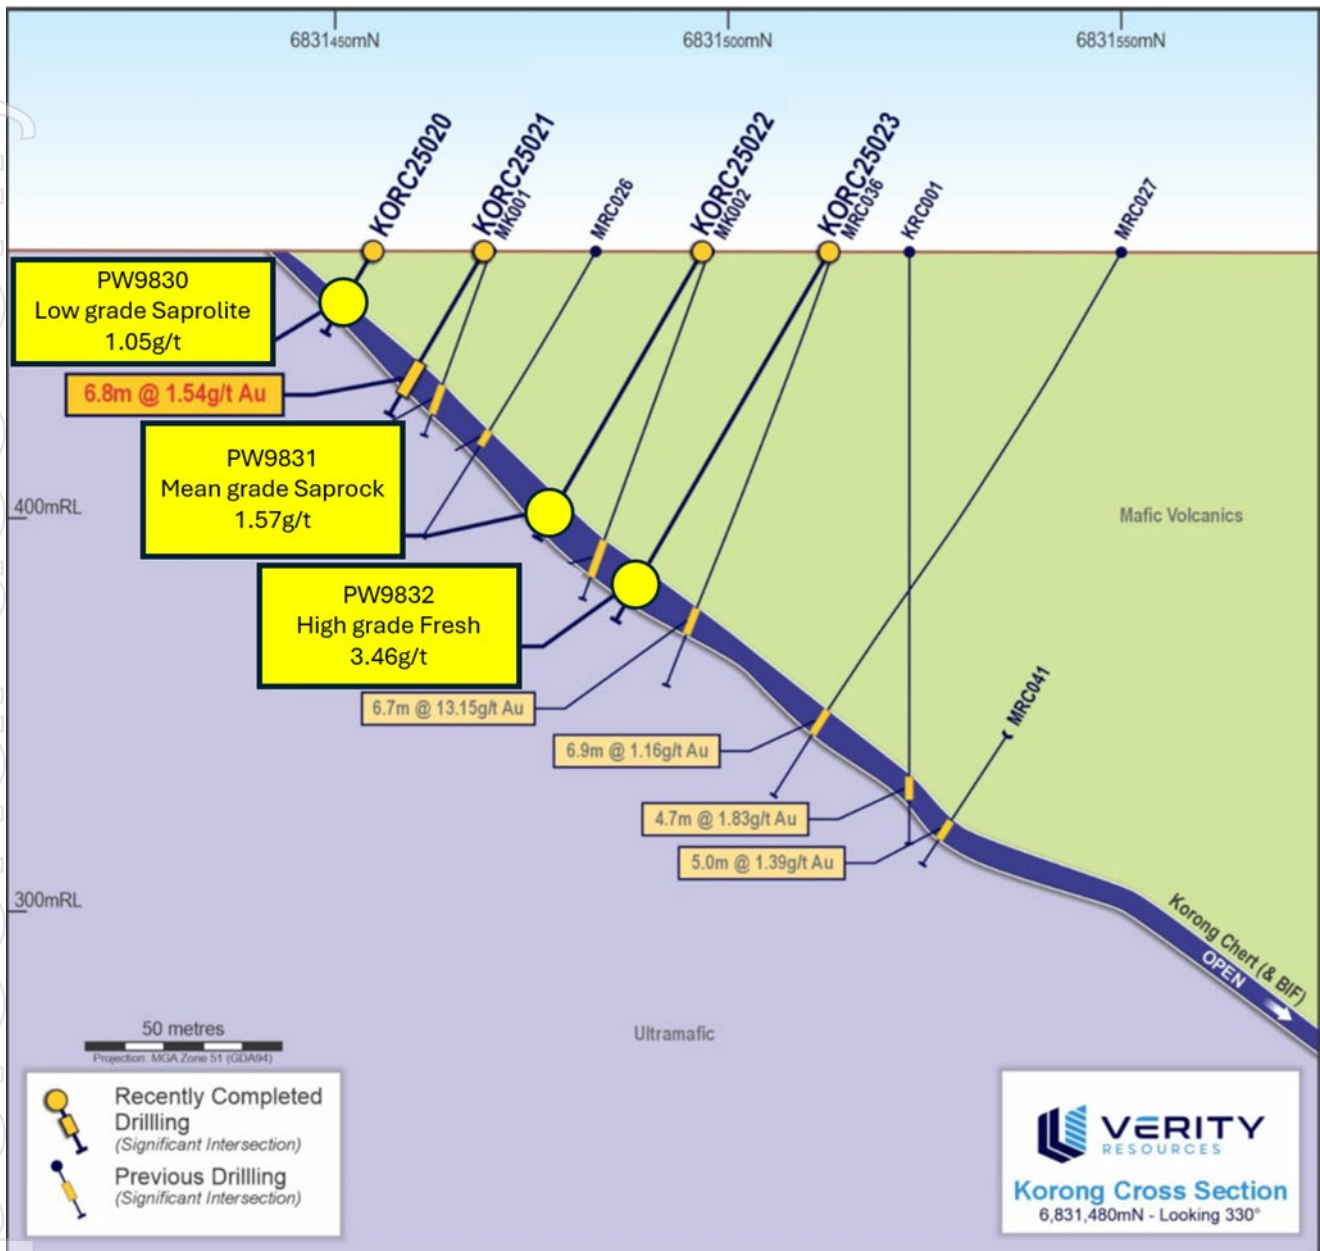 6831450mN
6831500mN
6831550mN
KORC25020
KORC25021
MK001
MRC026
KORC25022
MK002
KORC25023
MRC036
KRC001
MRC027
PW9830
Low grade Saprolite
1.05g/t
6.8m @ 1.54g/t Au
PW9831
Mean grade Saprock
1.57g/t
400mRL
Mafic Volcanics
PW9832
High grade Fresh
3.46g/t
6.7m @ 13.15g/t Au
MRC041
6.9m @ 1.16g/t Au
4.7m @ 1.83g/t Au
5.0m @ 1.39g/t Au
300mRL
Korong Chert (& BIF)
OPEN
Ultramafic
50 metres
Projection: MGA Zone 51 (GDA94)
Recently Completed
Drillling
(Significant Intersection)
Previous Drillling
(Significant Intersection)
VERITY
RESOURCES
Korong Cross Section
6,831,480mN - Looking 330°